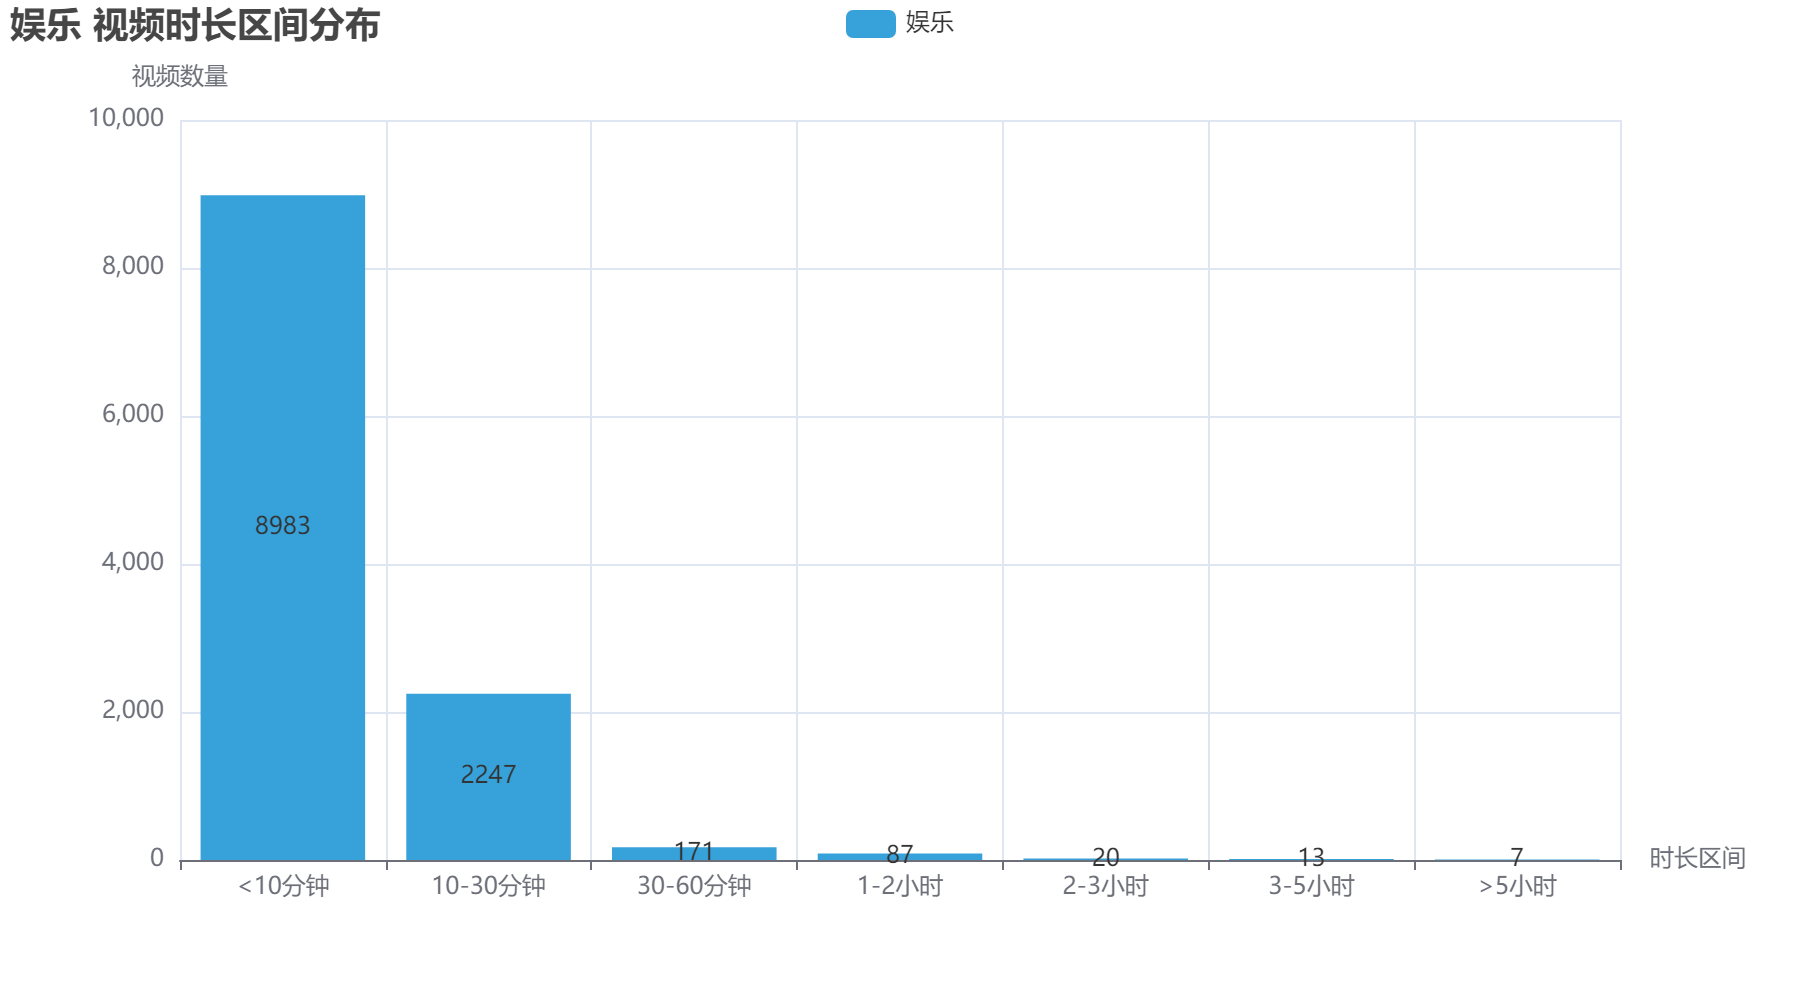 娱乐 视频时长区间分布
娱乐
视频数量
10,000
8,000
6,000
4,000
2,000
0
8983
2247
171
87
20
13
7
<10分钟
10-30分钟
30-60分钟
1-2小时
2-3小时
3-5小时
>5小时
时长区间